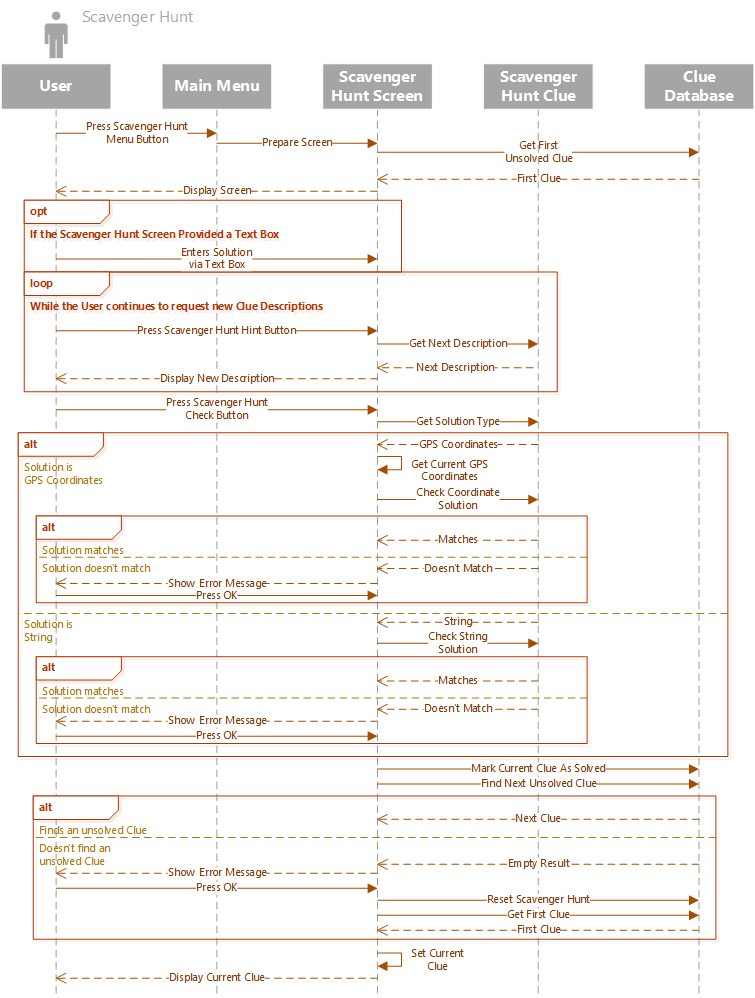 Scavenger Hunt
User
Main Menu
Scavenger
Hunt Screen
Scavenger
Hunt Clue
Clue
Database
Press Scavenger Hunt
Menu Button
Prepare Screen
Get First
Unsolved Clue
First Clue
Display Screen
opt
If the Scavenger Hunt Screen Provided a Text Box
Enters Solution
via Text Box
loop
While the User continues to request new Clue Descriptions
Press Scavenger Hunt Hint Button
Get Next Description
Next Description
Display New Description
Press Scavenger Hunt
Check Button
Get Solution Type
alt
GPS Coordinates
Solution is
GPS Coordinates
Get Current GPS
Coordinates
Check Coordinate
Solution
alt
Matches
Solution matches
Solution doesn't match
Doesn't Match
Show Error Message
Press OK
Solution is
String
String
Check String
Solution
alt
Matches
Solution matches
Solution doesn't match
Doesn't Match
Show Error Message
Press OK
Mark Current Clue As Solved
Find Next Unsolved Clue
alt
Next Clue
Finds an unsolved Clue
Doesn't find an
unsolved Clue
Empty Result
Show Error Message
Press OK
Reset Scavenger Hunt
Get First Clue
First Clue
Set Current
Clue
Display Current Clue